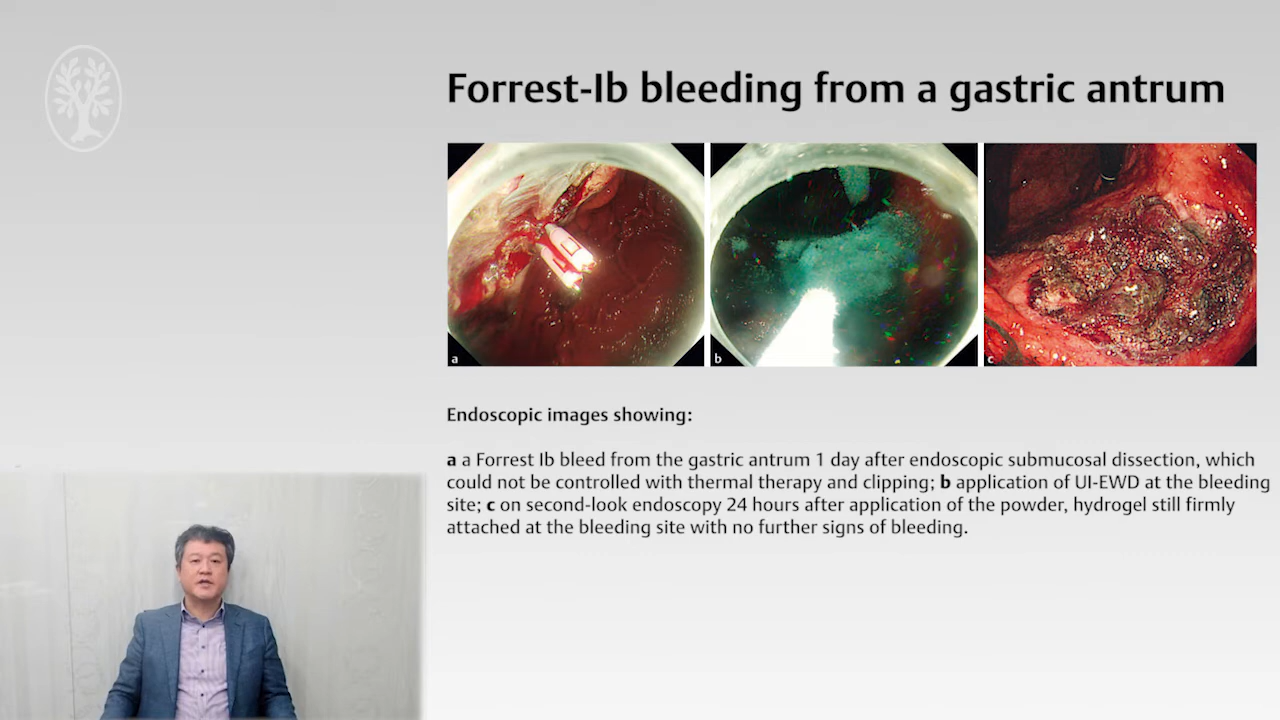 Forrest-Ib bleeding from a gastric antrum
a
b
c
Endoscopic images showing:
a a Forrest Ib bleed from the gastric antrum 1 day after endoscopic submucosal dissection, which
could not be controlled with thermal therapy and clipping; b application of UI-EWD at the bleeding
site; c on second-look endoscopy 24 hours after application of the powder, hydrogel still firmly
attached at the bleeding site with no further signs of bleeding.